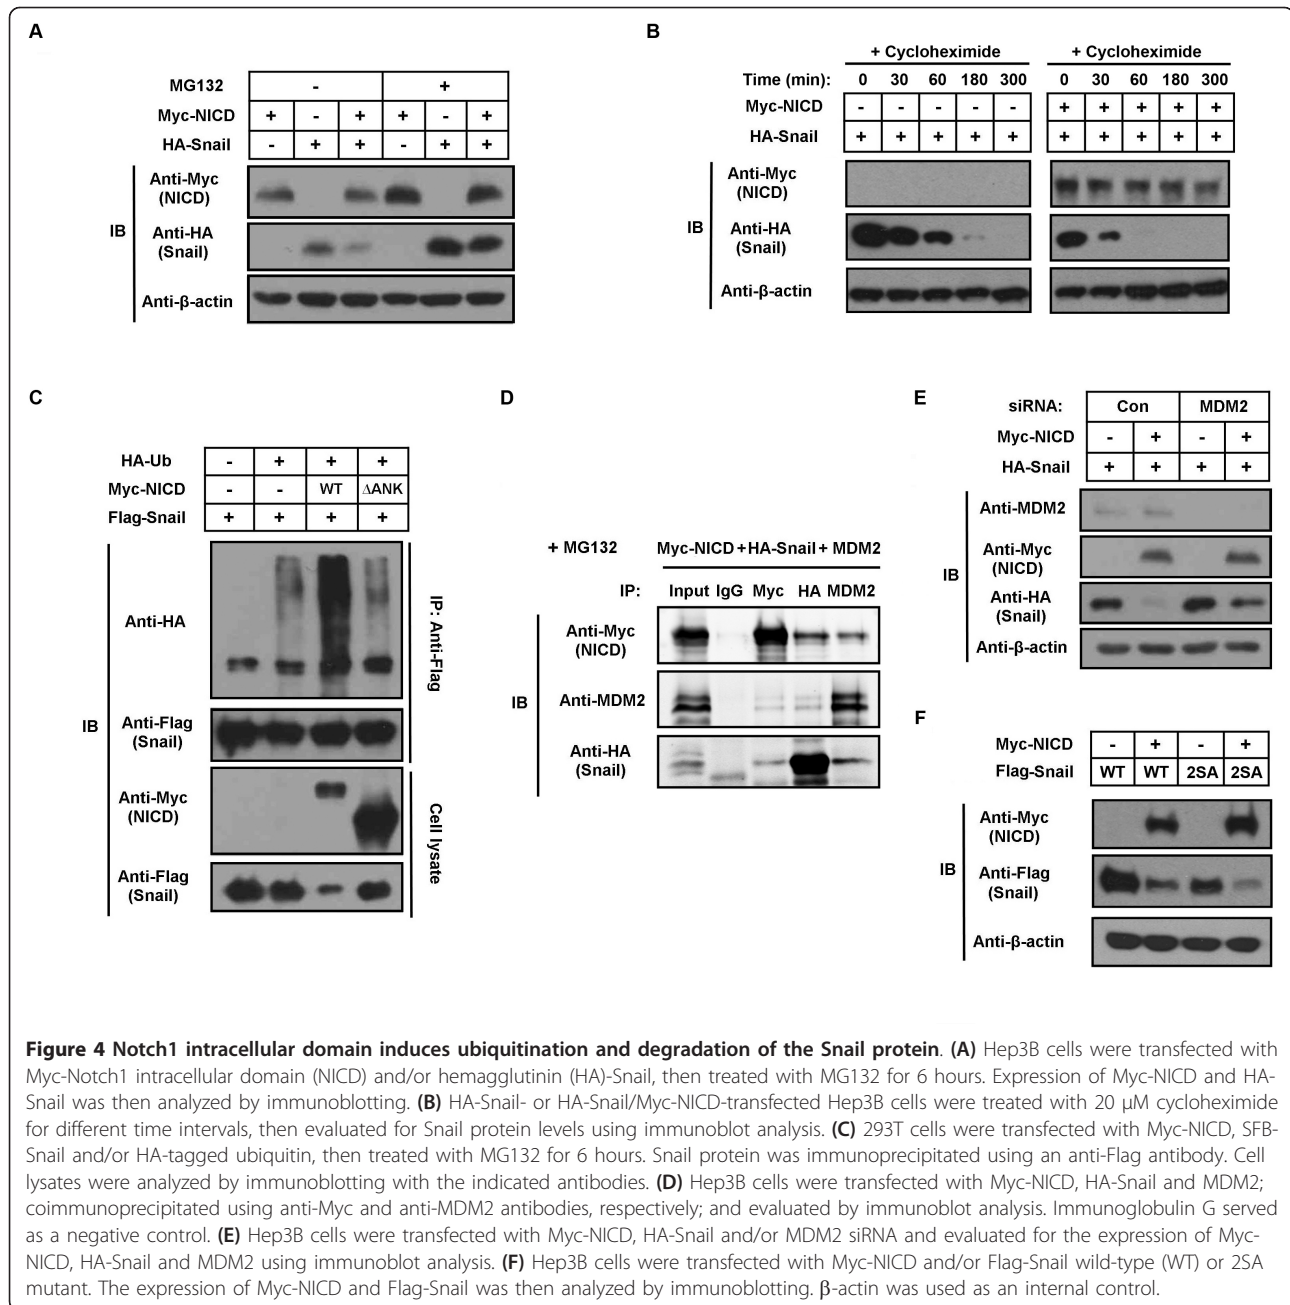 A
MG132 - +
Myc-NICD + - + + - +
HA-Snail - + + - + +
IB
Anti-Myc
(NICD)
Anti-HA
(Snail)
Anti-β-actin
B
+ Cycloheximide + Cycloheximide
Time (min): 0 30 60 180 300 0 30 60 180 300
Myc-NICD - - - - - + + + + +
HA-Snail + + + + + + + + + +
IB
Anti-Myc
(NICD)
Anti-HA
(Snail)
Anti-β-actin
C
HA-Ub - + + +
Myc-NICD - - WT ΔANK
Flag-Snail + + + +
IB
Anti-HA
Anti-Flag
(Snail)
IP: Anti-Flag
Anti-Myc
(NICD)
Anti-Flag
(Snail)
Cell lysate
D
+ MG132 Myc-NICD+HA-Snail+ MDM2
IP: Input IgG Myc HA MDM2
IB
Anti-Myc
(NICD)
Anti-MDM2
Anti-HA
(Snail)
E
siRNA: Con MDM2
Myc-NICD - + - +
HA-Snail + + + +
IB
Anti-MDM2
Anti-Myc
(NICD)
Anti-HA
(Snail)
Anti-β-actin
F
Myc-NICD - + - +
Flag-Snail WT WT 2SA 2SA
IB
Anti-Myc
(NICD)
Anti-Flag
(Snail)
Anti-β-actin
Figure 4 Notch1 intracellular domain induces ubiquitination and degradation of the Snail protein. (A) Hep3B cells were transfected with
Myc-Notch1 intracellular domain (NICD) and/or hemagglutinin (HA)-Snail, then treated with MG132 for 6 hours. Expression of Myc-NICD and HA-
Snail was then analyzed by immunoblotting. (B) HA-Snail- or HA-Snail/Myc-NICD-transfected Hep3B cells were treated with 20 μM cycloheximide
for different time intervals, then evaluated for Snail protein levels using immunoblot analysis. (C) 293T cells were transfected with Myc-NICD, SFB-
Snail and/or HA-tagged ubiquitin, then treated with MG132 for 6 hours. Snail protein was immunoprecipitated using an anti-Flag antibody. Cell
lysates were analyzed by immunoblotting with the indicated antibodies. (D) Hep3B cells were transfected with Myc-NICD, HA-Snail and MDM2;
coimmunoprecipitated using anti-Myc and anti-MDM2 antibodies, respectively; and evaluated by immunoblot analysis. Immunoglobulin G served
as a negative control. (E) Hep3B cells were transfected with Myc-NICD, HA-Snail and/or MDM2 siRNA and evaluated for the expression of Myc-
NICD, HA-Snail and MDM2 using immunoblot analysis. (F) Hep3B cells were transfected with Myc-NICD and/or Flag-Snail wild-type (WT) or 2SA
mutant. The expression of Myc-NICD and Flag-Snail was then analyzed by immunoblotting. β-actin was used as an internal control.